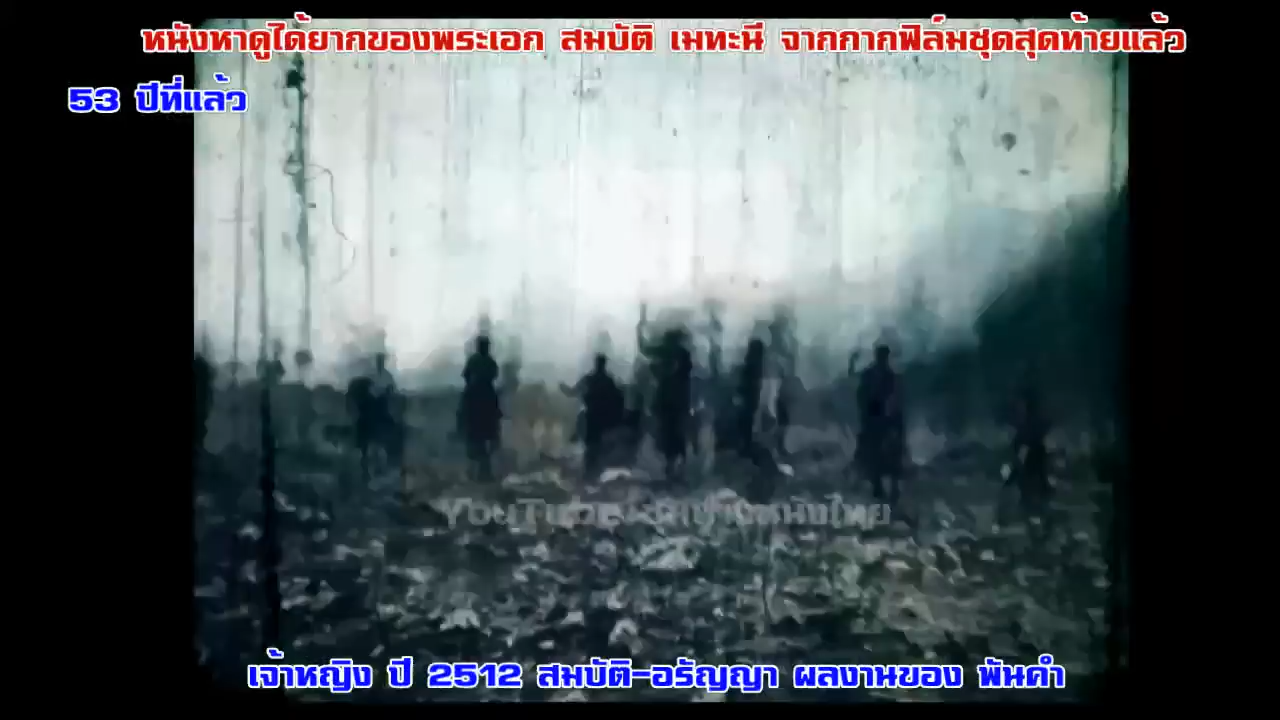 หนังหาดูได้ยากของพระเอก สมบัติ เมทะนี จากกากฟิล์มชุดสุดท้ายแล้ว
53 ปีที่แล้ว
YouTube
เจ้าหญิง ปี 2512 สมบัติ-อรัญญา ผลงานของ พันคำ